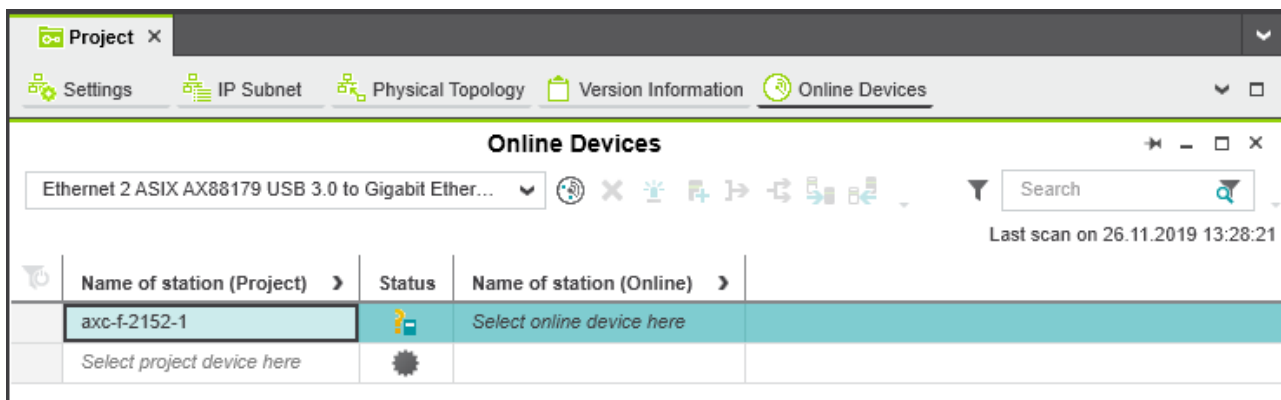 Project
Settings IP Subnet Physical Topology Version Information Online Devices
Online Devices
Ethernet 2 ASIX AX88179 USB 3.0 to Gigabit Ether... Search
Last scan on 26.11.2019 13:28:21
Name of station (Project) Status Name of station (Online)
axc-f-2152-1 Select online device here
Select project device here